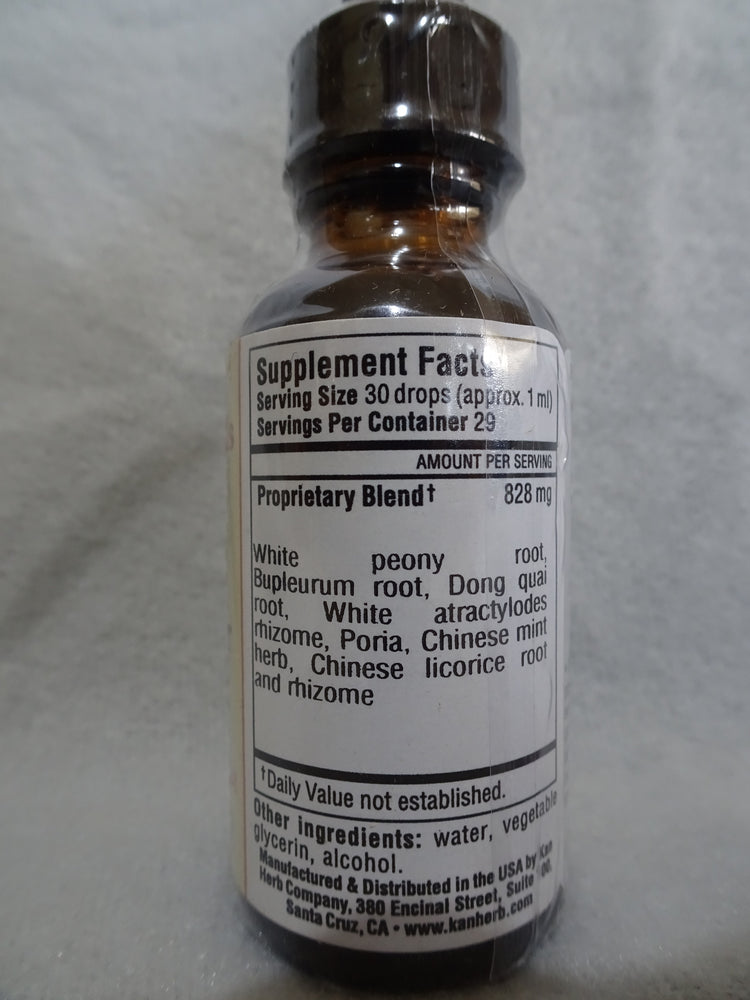 Supplement Facts
Serving Size 30 drops (approx. 1 ml)
Servings Per Container 29
AMOUNT PER SERVING
Proprietary Blend† 828 mg
White peony root,
Bupleurum root, Dong quai
root, White atractylodes
rhizome, Poria, Chinese mint
herb, Chinese licorice root
and rhizome
†Daily Value not established.
Other ingredients: water, vegetable
glycerin, alcohol.
Manufactured & Distributed in the USA by Kan
Herb Company, 380 Encinal Street, Suite
Santa Cruz, CA • www.kanherb.com